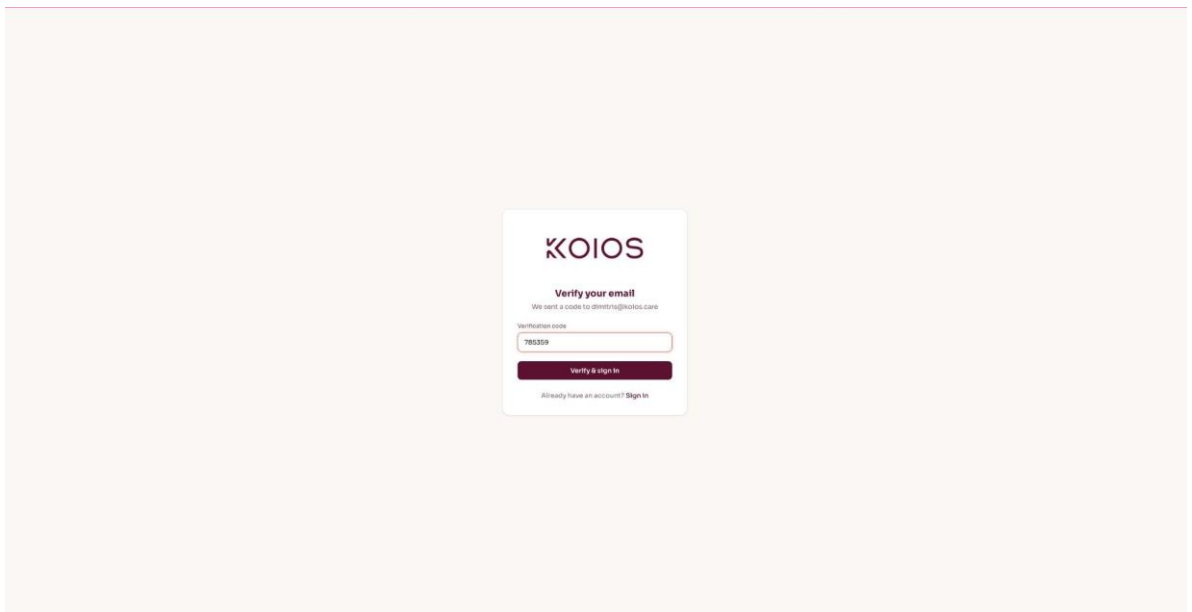 KOIOS
Verify your email
We sent a code to dimitris@koios.care
Verification code
785359
Verify & sign in
Already have an account? Sign in